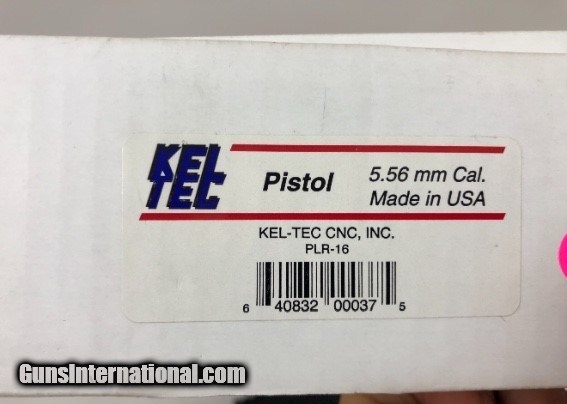 KEL
TEC
Pistol
5.56 mm Cal.
Made in USA
KEL-TEC CNC, INC.
PLR-16
6 40832 00037 5
GunsInternational.com